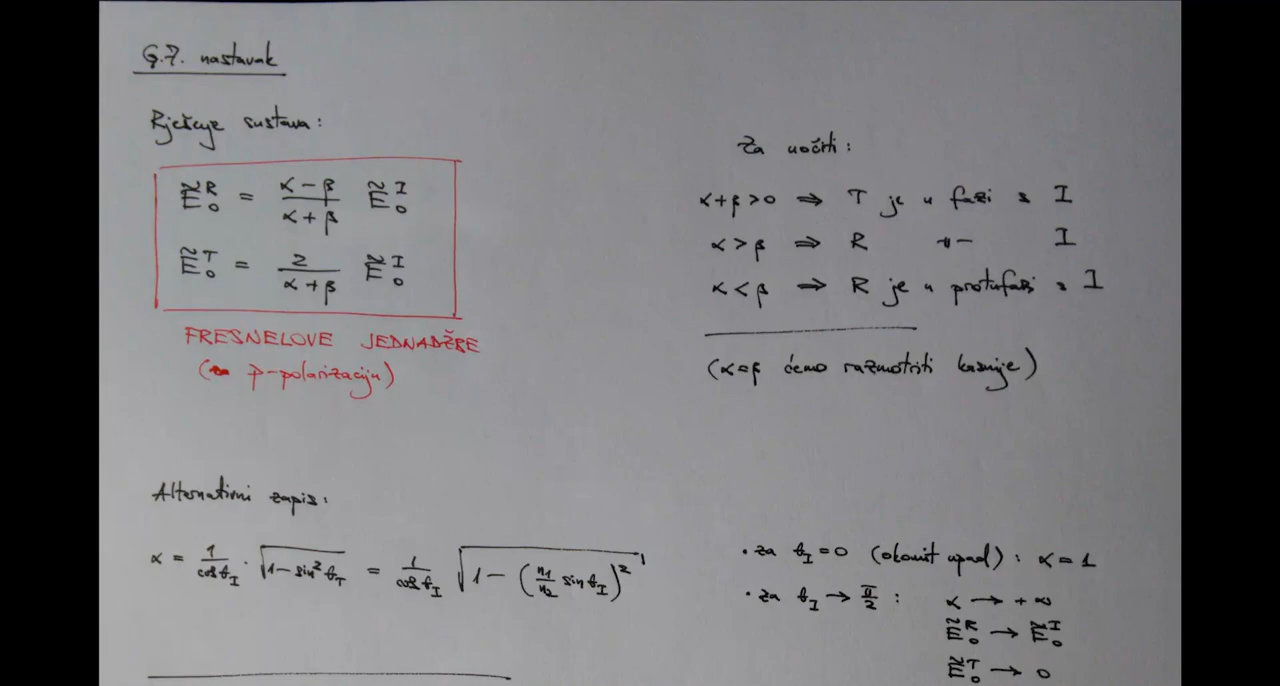 G.7. nastavak
Rješenje sustava:
Ẽ₀ᴿ = (α - β)/(α + β) Ẽ₀ᴵ
Ẽ₀ᵀ = 2/(α + β) Ẽ₀ᴵ
FRESNELOVE JEDNADŽBE
(za p-polarizaciju)
Za uočiti:
α+β>0 ⇒ T je u fazi s I
α>β ⇒ R -"- I
α<β ⇒ R je u protufazi s I
(α=β ćemo razmotriti kasnije)
Alternativni zapis:
α = 1/cos θ_I · √(1-sin² θ_T) = 1/cos θ_I √(1 - (n₁/n₂ sin θ_I)²)
• za θ_I = 0 (okomit upad): α = 1
• za θ_I → π/2 : α → +∞
Ẽ₀ᴿ → Ẽ₀ᴵ
Ẽ₀ᵀ → 0